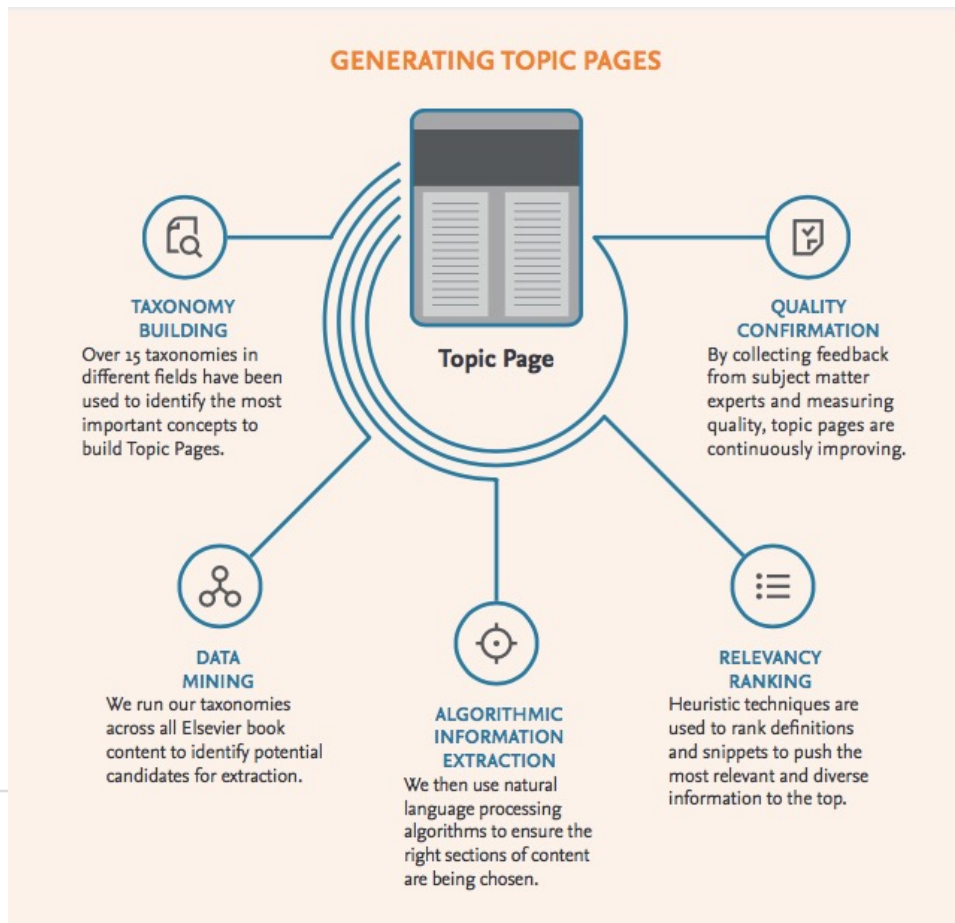 GENERATING TOPIC PAGES
Topic Page
TAXONOMY
BUILDING
Over 15 taxonomies in
different fields have been
used to identify the most
important concepts to
build Topic Pages.
DATA
MINING
We run our taxonomies
across all Elsevier book
content to identify potential
candidates for extraction.
ALGORITHMIC
INFORMATION
EXTRACTION
We then use natural
language processing
algorithms to ensure the
right sections of content
are being chosen.
RELEVANCY
RANKING
Heuristic techniques are
used to rank definitions
and snippets to push the
most relevant and diverse
information to the top.
QUALITY
CONFIRMATION
By collecting feedback
from subject matter
experts and measuring
quality, topic pages are
continuously improving.